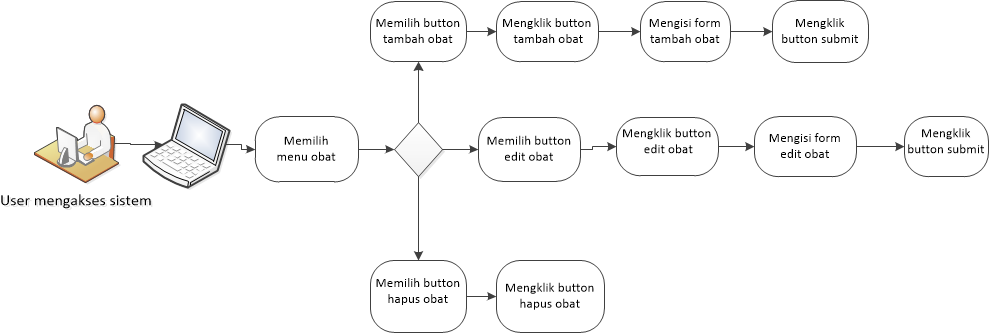 Memilih button
tambah obat
Mengklik button
tambah obat
Mengisi form
tambah obat
Mengklik
button submit
User mengakses sistem
Memilih
menu obat
Memilih button
edit obat
Mengklik button
edit obat
Mengisi form
edit obat
Mengklik
button submit
Memilih button
hapus obat
Mengklik button
hapus obat